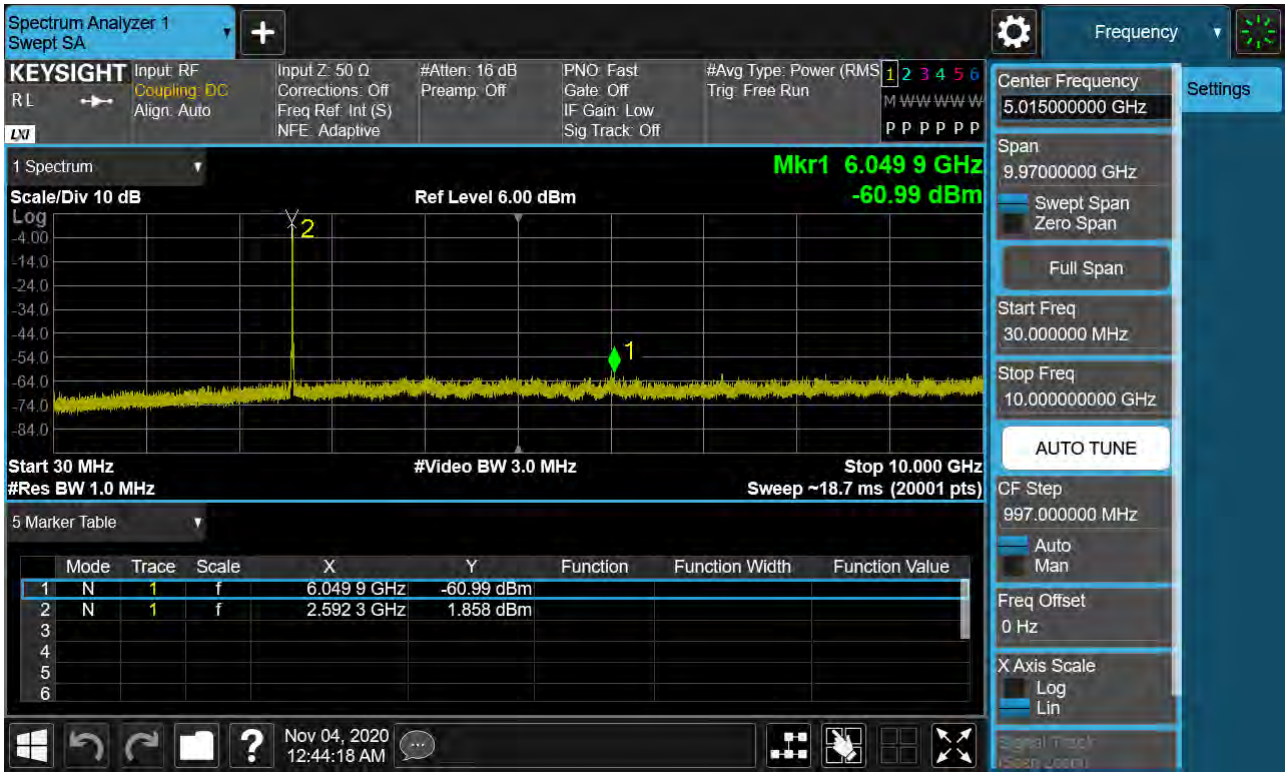 Spectrum Analyzer 1
Swept SA
+
Frequency
KEYSIGHT
RL
LXI
Input: RF
Coupling: DC
Align: Auto
Input Z: 50 Ω
Corrections: Off
Freq Ref: Int (S)
NFE: Adaptive
#Atten: 16 dB
Preamp: Off
PNO: Fast
Gate: Off
IF Gain: Low
Sig Track: Off
#Avg Type: Power (RMS
Trig: Free Run
1 2 3 4 5 6
M W W W W W
P P P P P P
1 Spectrum
Mkr1 6.049 9 GHz
-60.99 dBm
Scale/Div 10 dB
Ref Level 6.00 dBm
Log
-4.00
-14.0
-24.0
-34.0
-44.0
-54.0
-64.0
-74.0
-84.0
2
1
Start 30 MHz
#Video BW 3.0 MHz
Stop 10.000 GHz
#Res BW 1.0 MHz
Sweep ~18.7 ms (20001 pts)
5 Marker Table
Mode Trace Scale X Y Function Function Width Function Value
1 N 1 f 6.049 9 GHz -60.99 dBm
2 N 1 f 2.592 3 GHz 1.858 dBm
3
4
5
6
?
Nov 04, 2020
12:44:18 AM
Center Frequency
5.015000000 GHz
Settings
Span
9.97000000 GHz
Swept Span
Zero Span
Full Span
Start Freq
30.000000 MHz
Stop Freq
10.000000000 GHz
AUTO TUNE
CF Step
997.000000 MHz
Auto
Man
Freq Offset
0 Hz
X Axis Scale
Log
Lin
Signal Track
(Span Zoom)